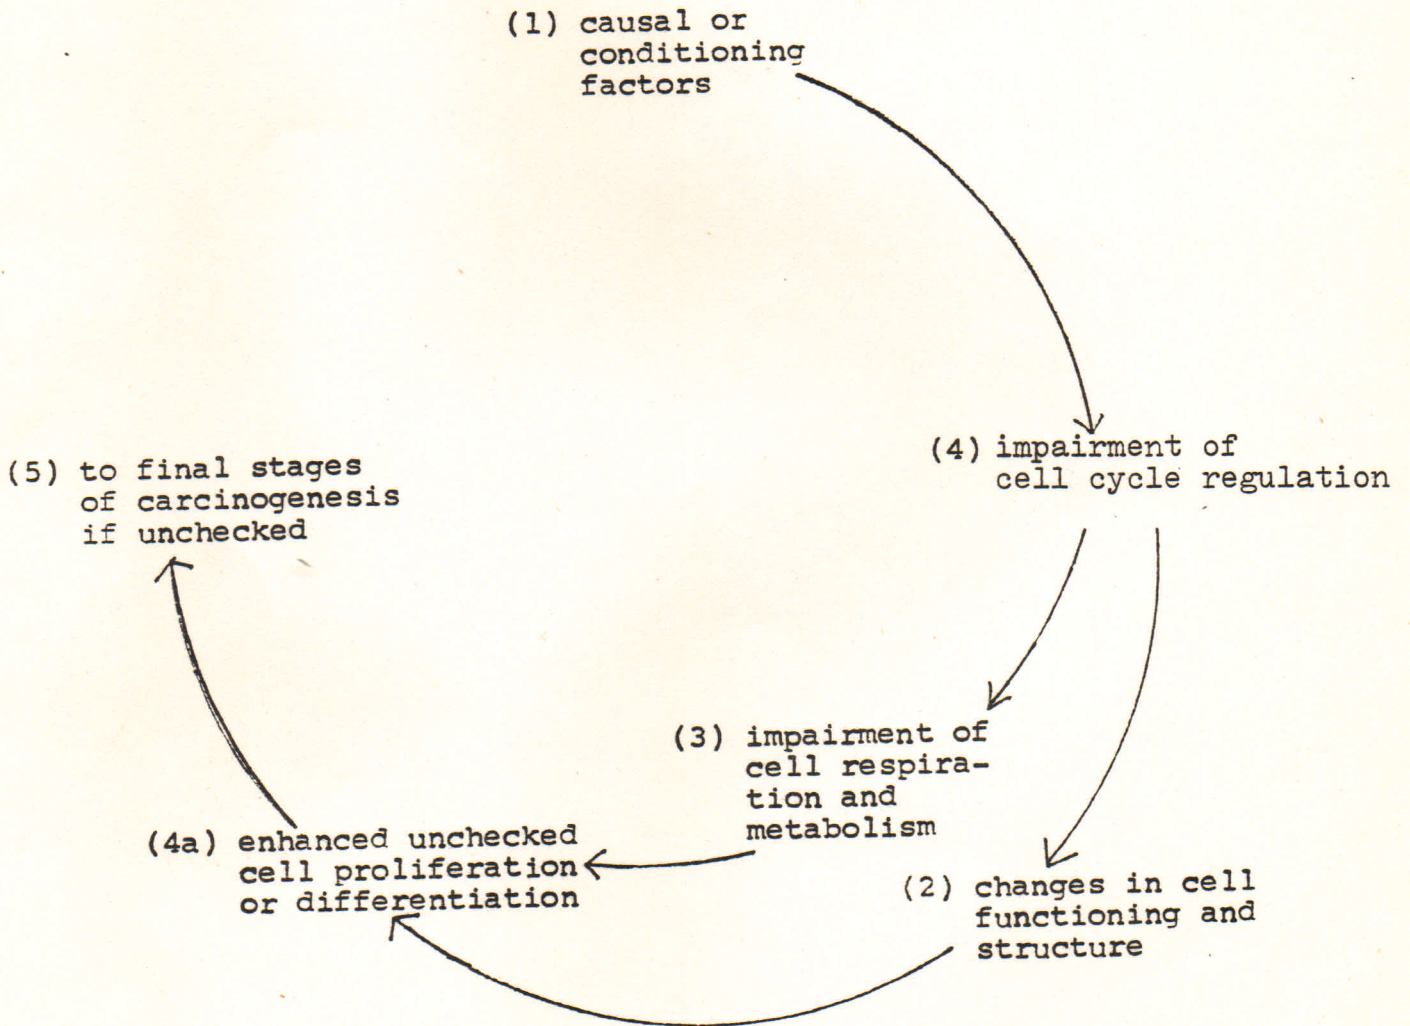 (1) causal or
conditioning
factors
(4) impairment of
cell cycle regulation
(5) to final stages
of carcinogenesis
if unchecked
(3) impairment of
cell respira-
tion and
metabolism
(4a) enhanced unchecked
cell proliferation
or differentiation
(2) changes in cell
functioning and
structure